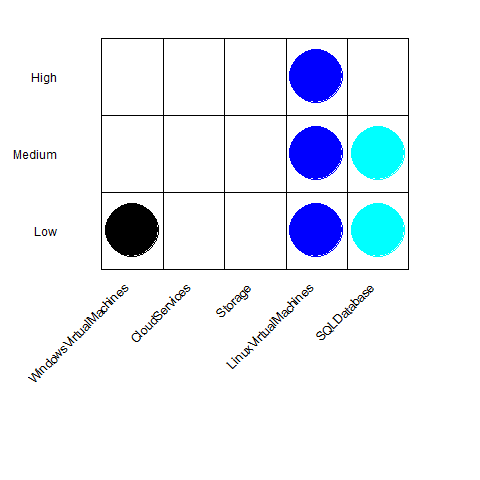 High
Medium
Low
WindowsVirtualMachines
CloudServices
Storage
LinuxVirtualMachines
SQLDatabase